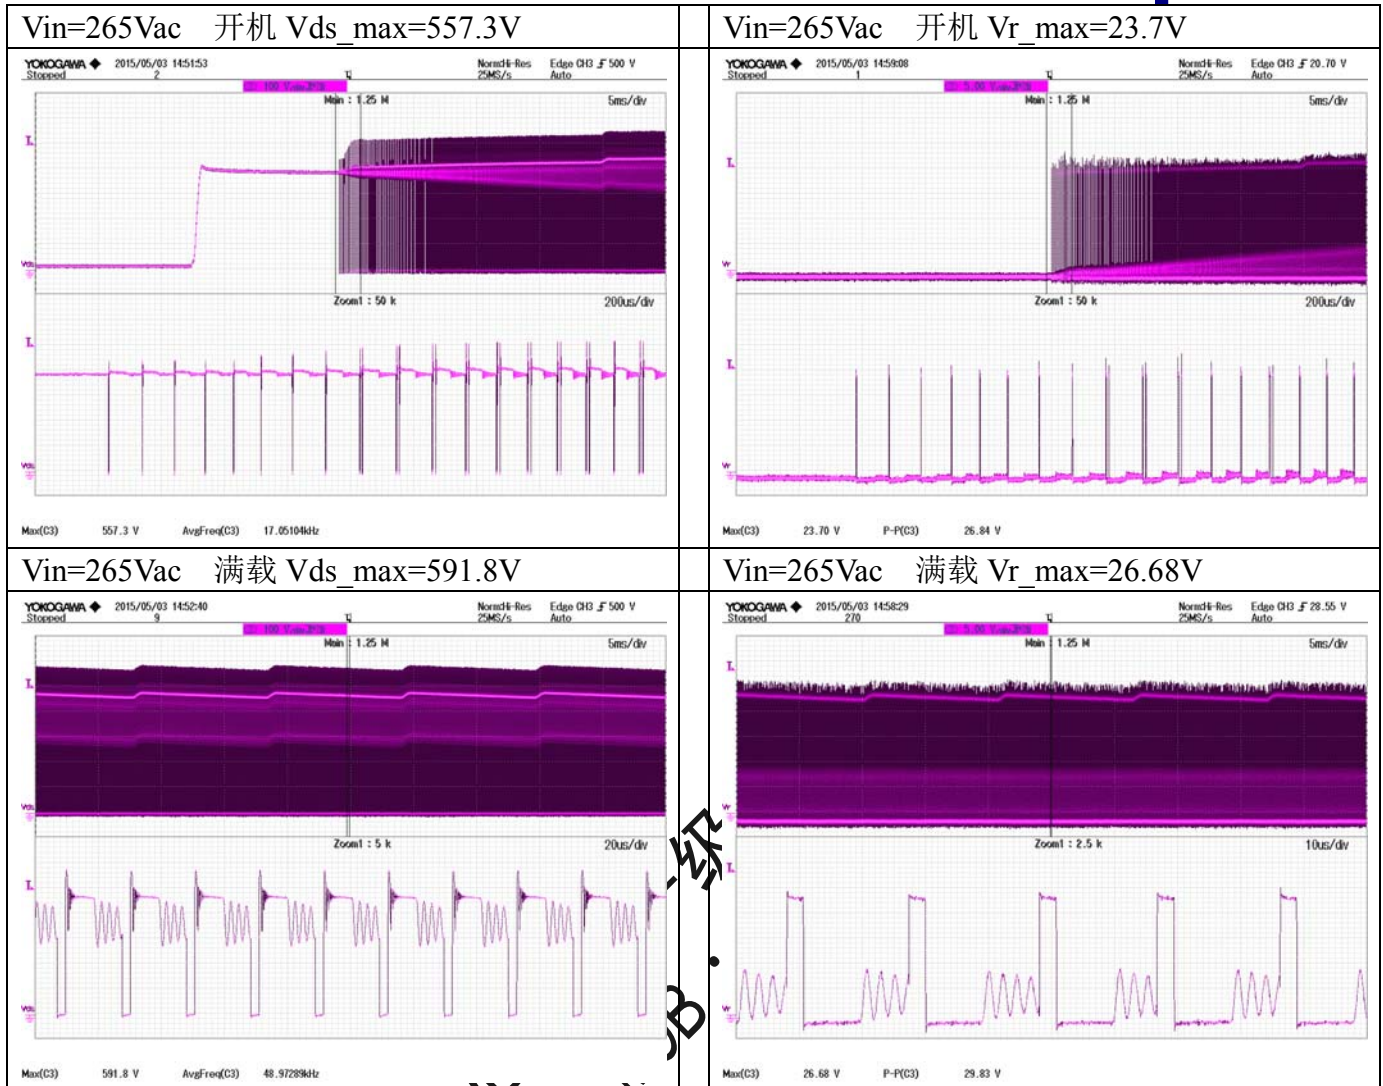 Vin=265Vac 开机 Vds_max=557.3V
Vin=265Vac 开机 Vr_max=23.7V
YOKOGAWA ◆ 2015/05/03 14:51:53 Norm:Hi-Res Edge CH3 500 V
Stopped 2 25MS/s Auto
Main : 1.25 M 5ms/div
Vds
Zoom1 : 50 k 200us/div
Vds
Max(C3) 557.3 V AvgFreq(C3) 17.05104kHz
YOKOGAWA ◆ 2015/05/03 14:59:08 Norm:Hi-Res Edge CH3 20.70 V
Stopped 1 25MS/s Auto
Main : 1.25 M 5ms/div
Vr
Zoom1 : 50 k 200us/div
Vr
Max(C3) 23.70 V P-P(C3) 26.84 V
Vin=265Vac 满载 Vds_max=591.8V
Vin=265Vac 满载 Vr_max=26.68V
YOKOGAWA ◆ 2015/05/03 14:52:40 Norm:Hi-Res Edge CH3 500 V
Stopped 9 25MS/s Auto
Main : 1.25 M 5ms/div
Vds
Zoom1 : 5 k 20us/div
Vds
Max(C3) 591.8 V AvgFreq(C3) 48.97289kHz
YOKOGAWA ◆ 2015/05/03 14:58:29 Norm:Hi-Res Edge CH3 28.55 V
Stopped 270 25MS/s Auto
Main : 1.25 M 5ms/div
Vr
Zoom1 : 2.5 k 10us/div
Vr
Max(C3) 26.68 V P-P(C3) 29.83 V